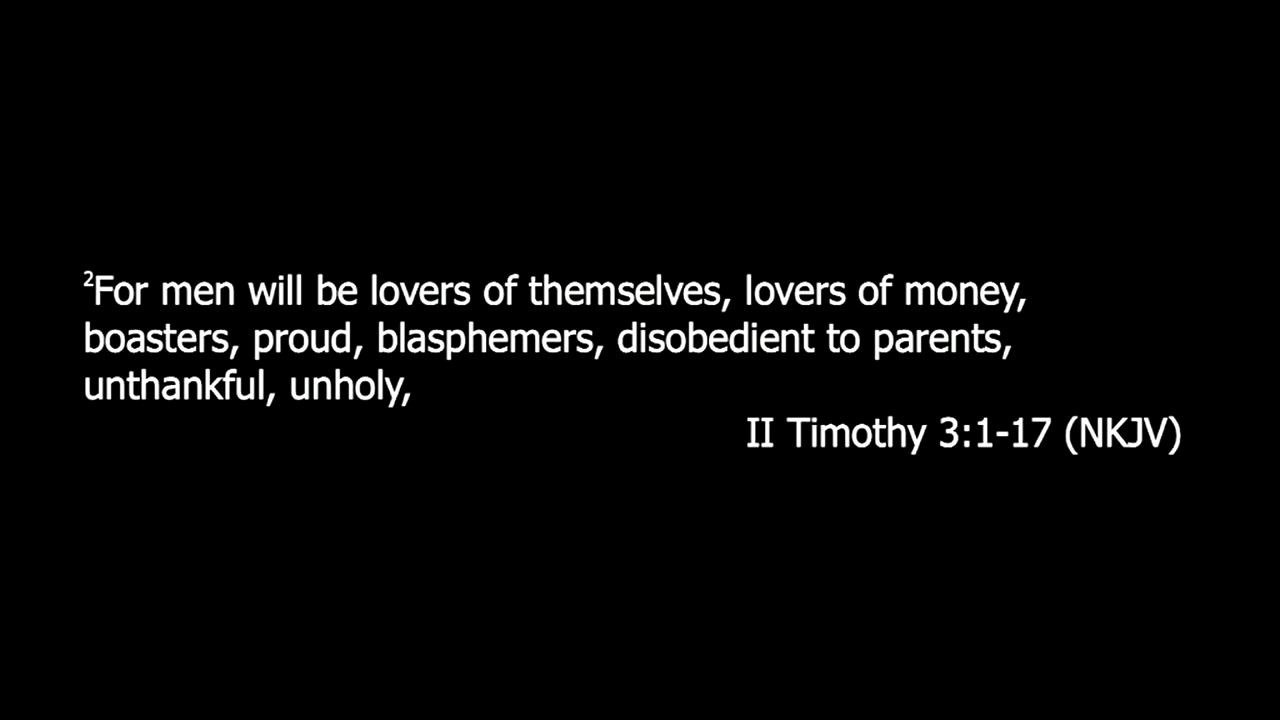 ²For men will be lovers of themselves, lovers of money,
boasters, proud, blasphemers, disobedient to parents,
unthankful, unholy,
II Timothy 3:1-17 (NKJV)